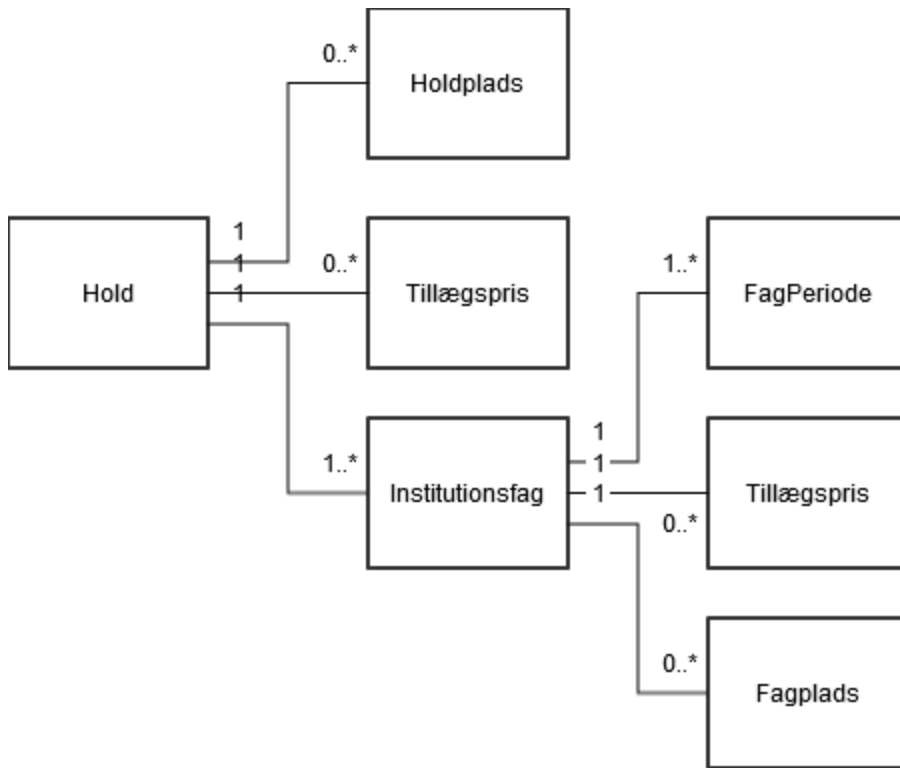 0..*
Holdplads
1
1
0..*
1..*
Hold
1
Tillægspris
FagPeriode
1
1..*
1
Institutionsfag
1
Tillægspris
0..*
0..*
Fagplads